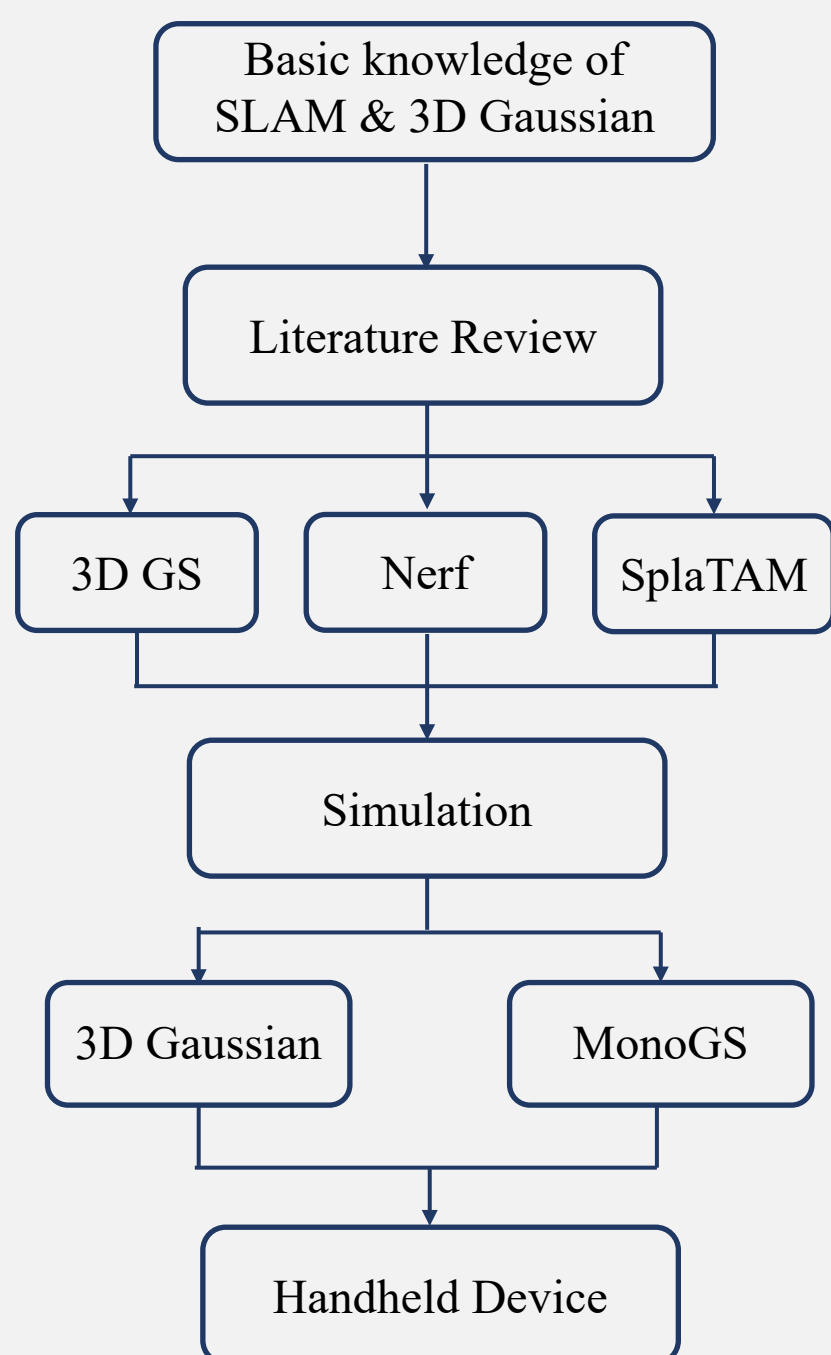 Basic knowledge of
SLAM & 3D Gaussian
Literature Review
3D GS
Nerf
SplaTAM
Simulation
3D Gaussian
MonoGS
Handheld Device